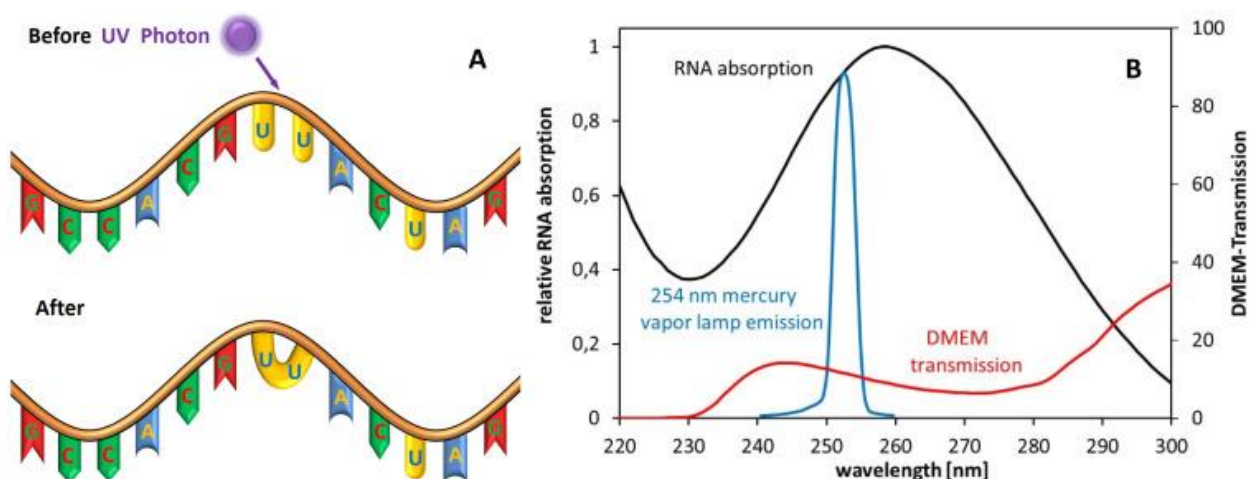 Before UV Photon
A
G C C A C G U U A C U A G
After
G C C A C G U U A C U A G
B
RNA absorption
254 nm mercury
vapor lamp emission
DMEM
transmission
relative RNA absorption
1
0,8
0,6
0,4
0,2
0
DMEM-Transmission
100
80
60
40
20
0
220 230 240 250 260 270 280 290 300
wavelength [nm]